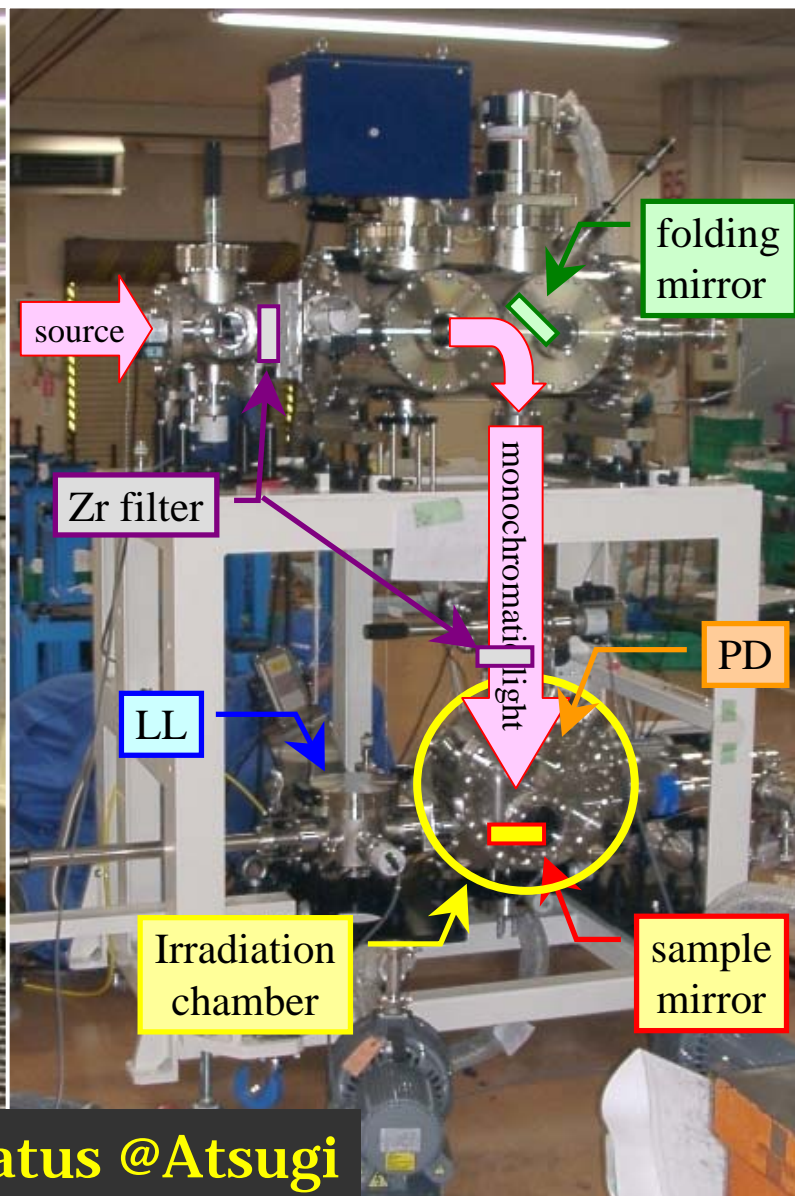 folding
mirror
source
Zr filter
monochromatic light
PD
LL
Irradiation
chamber
sample
mirror
atus @Atsugi